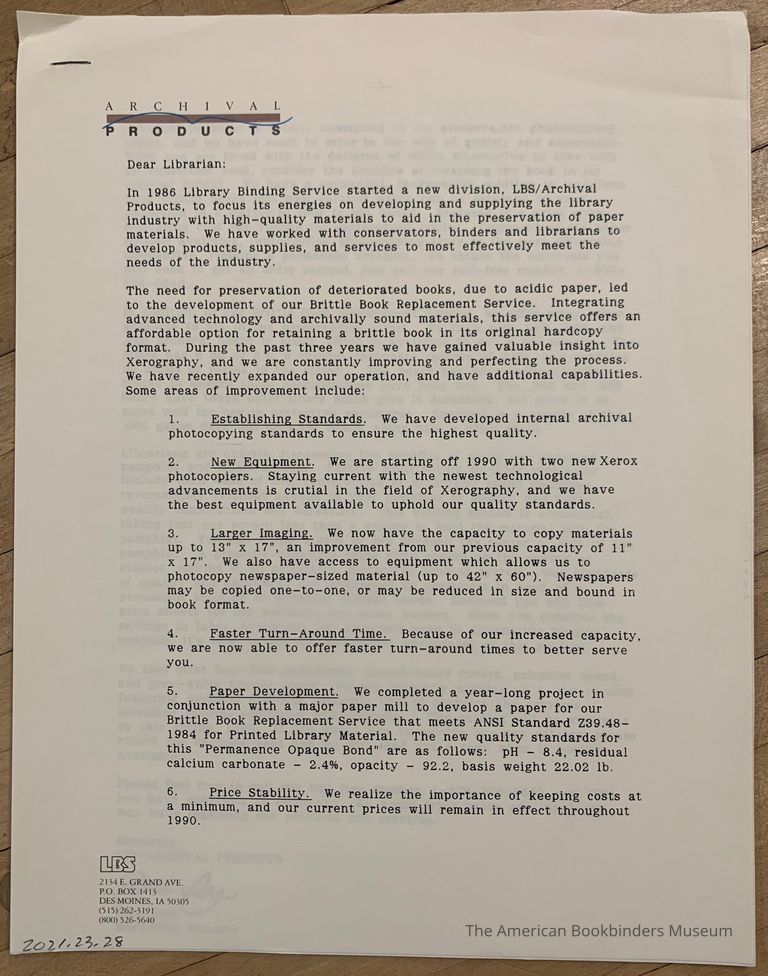 A R C H I V A L
P R O D U C T S
Dear Librarian:
In 1986 Library Binding Service started a new division, LBS/Archival
Products, to focus its energies on developing and supplying the library
industry with high-quality materials to aid in the preservation of paper
materials. We have worked with conservators, binders and librarians to
develop products, supplies, and services to most effectively meet the
needs of the industry.
The need for preservation of deteriorated books, due to acidic paper, led
to the development of our Brittle Book Replacement Service. Integrating
advanced technology and archivally sound materials, this service offers an
affordable option for retaining a brittle book in its original hardcopy
format. During the past three years we have gained valuable insight into
Xerography, and we are constantly improving and perfecting the process.
We have recently expanded our operation, and have additional capabilities.
Some areas of improvement include:
1. Establishing Standards. We have developed internal archival
photocopying standards to ensure the highest quality.
2. New Equipment. We are starting off 1990 with two new Xerox
photocopiers. Staying current with the newest technological
advancements is crutial in the field of Xerography, and we have
the best equipment available to uphold our quality standards.
3. Larger Imaging. We now have the capacity to copy materials
up to 13" x 17", an improvement from our previous capacity of 11"
x 17". We also have access to equipment which allows us to
photocopy newspaper-sized material (up to 42" x 60"). Newspapers
may be copied one-to-one, or may be reduced in size and bound in
book format.
4. Faster Turn-Around Time. Because of our increased capacity,
we are now able to offer faster turn-around times to better serve
you.
5. Paper Development. We completed a year-long project in
conjunction with a major paper mill to develop a paper for our
Brittle Book Replacement Service that meets ANSI Standard Z39.48-
1984 for Printed Library Material. The new quality standards for
this "Permanence Opaque Bond" are as follows: pH - 8.4, residual
calcium carbonate - 2.4%, opacity - 92.2, basis weight 22.02 lb.
6. Price Stability. We realize the importance of keeping costs at
a minimum, and our current prices will remain in effect throughout
1990.
LBS
2134 E. GRAND AVE.
P.O. BOX 1413
DES MOINES, IA 50305
(515) 262-3191
(800) 526-5640
2021.23.28
The American Bookbinders Museum